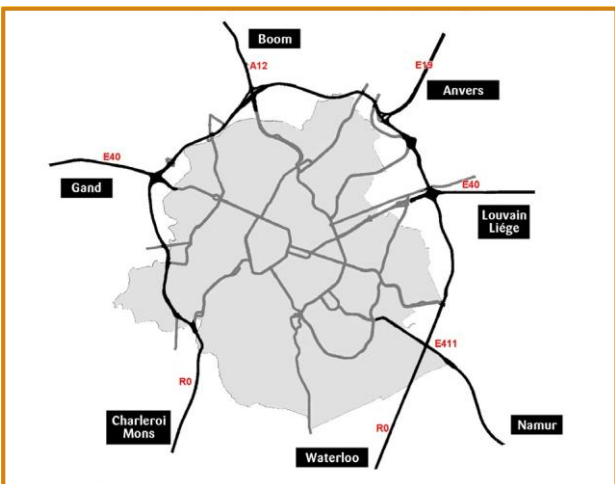 Boom
A12
E19
Anvers
E40
Gand
E40
Louvain
Liége
E411
R0
Charleroi
Mons
R0
Namur
Waterloo